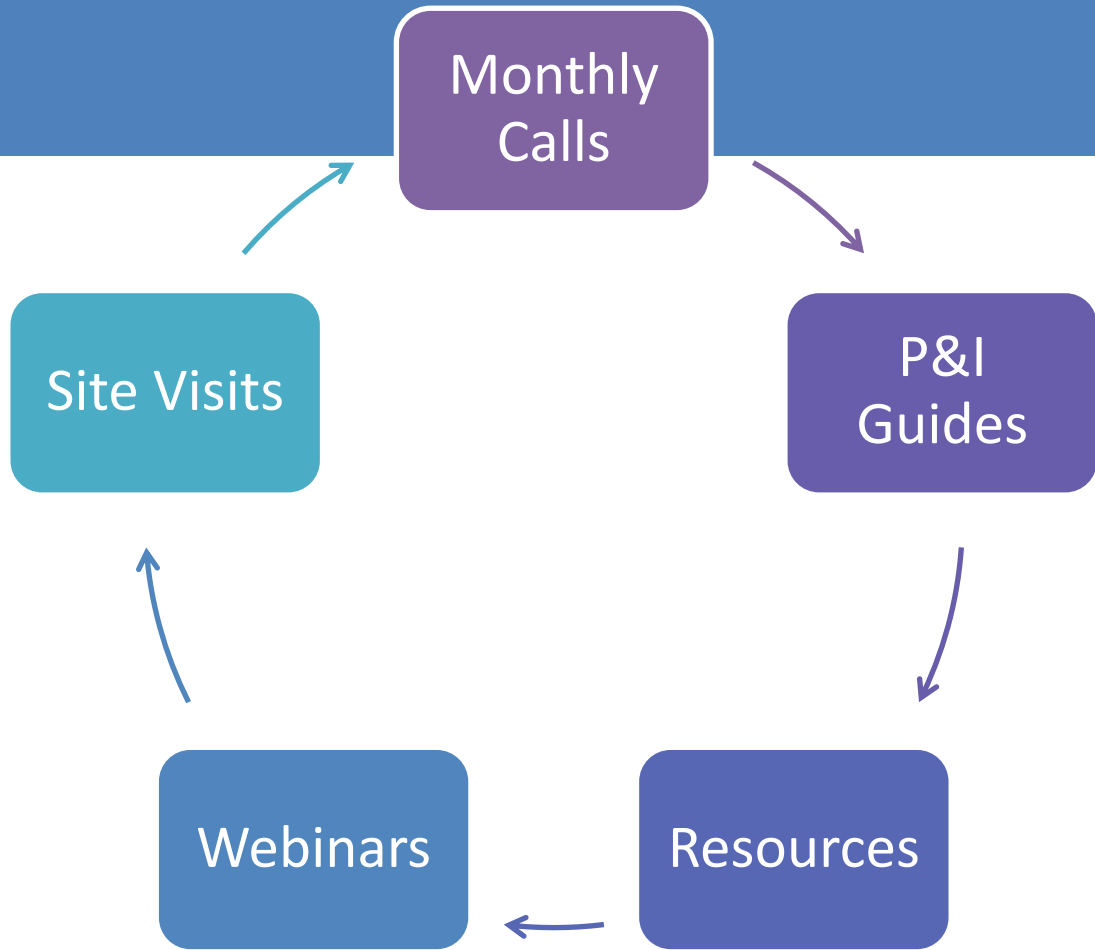 Monthly
Calls
P&I
Guides
Resources
Webinars
Site Visits